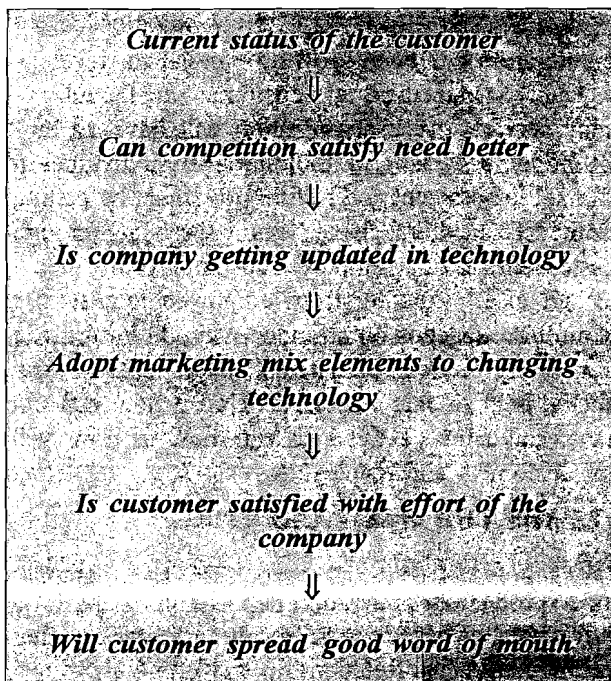 Current status of the customer
⇓
Can competition satisfy need better
⇓
Is company getting updated in technology
⇓
Adopt marketing mix elements to changing
technology
⇓
Is customer satisfied with effort of the
company
⇓
Will customer spread good word of mouth